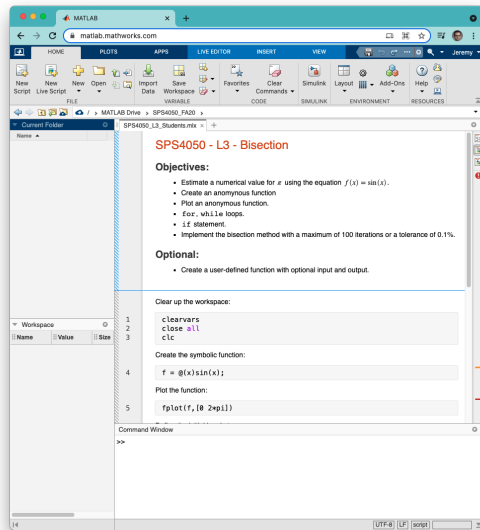 MATLAB
matlab.mathworks.com
HOME PLOTS APPS LIVE EDITOR INSERT VIEW Jeremy
New Script New Live Script New Open Import Data Save Workspace Favorites Clear Commands Simulink Layout Add-Ons Help
FILE VARIABLE CODE SIMULINK ENVIRONMENT RESOURCES
/ › MATLAB Drive › SPS4050_FA20 ›
Current Folder
Name
SPS4050_L3_Students.mlx × +
SPS4050 - L3 - Bisection
Objectives:
• Estimate a numerical value for π using the equation f(x) = sin(x).
• Create an anomynous function
• Plot an anonymous function.
• for, while loops.
• if statement.
• Implement the bisection method with a maximum of 100 iterations or a tolerance of 0.1%.
Optional:
• Create a user-defined function with optional input and output.
Clear up the workspace:
1 clearvars
2 close all
3 clc
Create the symbolic function:
4 f = @(x)sin(x);
Plot the function:
5 fplot(f,[0 2*pi])
Workspace
Name Value Size
Command Window
>>
UTF-8 LF script